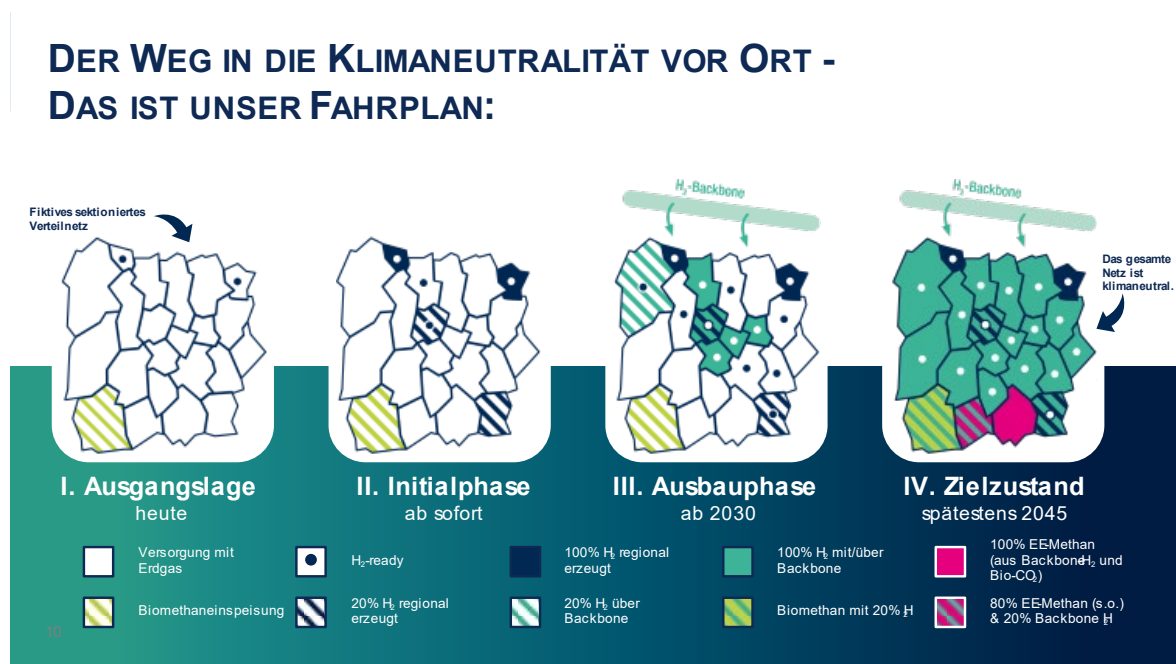 DER WEG IN DIE KLIMANEUTRALITÄT VOR ORT -
DAS IST UNSER FAHRPLAN:
Fiktives sektioniertes
Verteilnetz
H₂-Backbone
H₂-Backbone
Das gesamte
Netz ist
klimaneutral.
I. Ausgangslage
heute
II. Initialphase
ab sofort
III. Ausbauphase
ab 2030
IV. Zielzustand
spätestens 2045
Versorgung mit
Erdgas
H₂-ready
100% H₂ regional
erzeugt
100% H₂ mit/über
Backbone
100% EE-Methan
(aus Backbone-H₂ und
Bio-CO₂)
Biomethaneinspeisung
20% H₂ regional
erzeugt
20% H₂ über
Backbone
Biomethan mit 20% H₂
80% EE-Methan (s.o.)
& 20% Backbone H₂
10